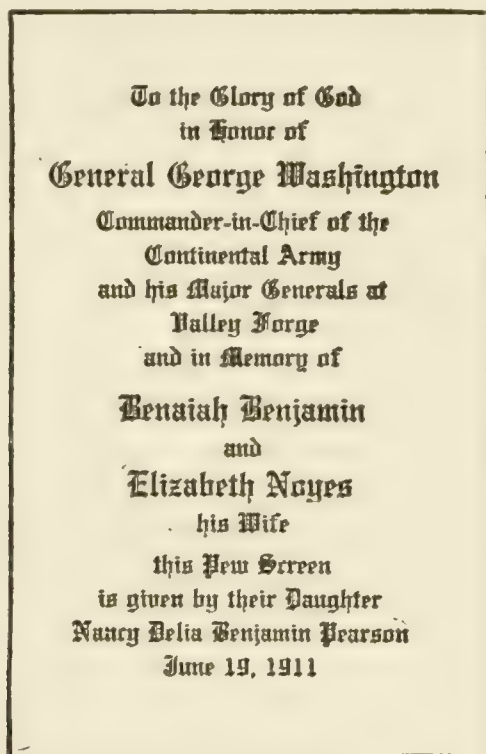 To the Glory of God
in Honor of
General George Washington
Commander-in-Chief of the
Continental Army
and his Major Generals at
Valley Forge
and in Memory of
Benaiah Benjamin
and
Elizabeth Noyes
his Wife
this Pew Screen
is given by their Daughter
Nancy Delia Benjamin Pearson
June 19, 1911